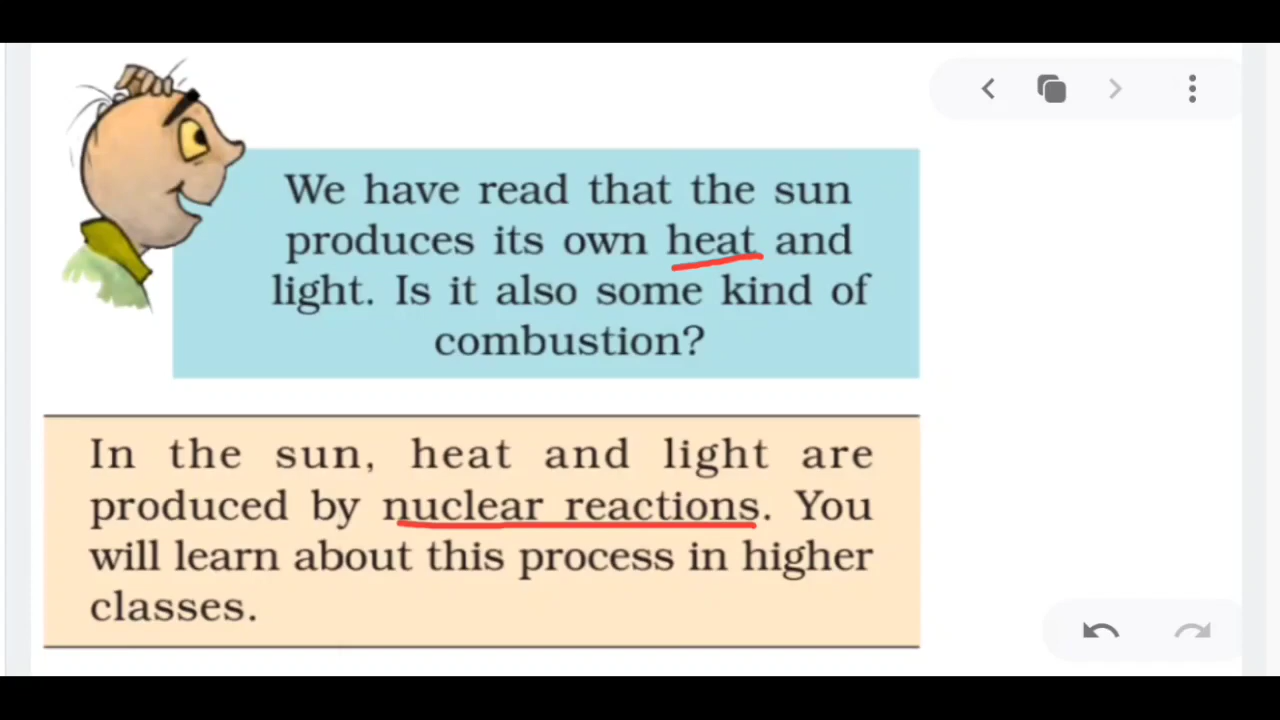 We have read that the sun
produces its own heat and
light. Is it also some kind of
combustion?
In the sun, heat and light are
produced by nuclear reactions. You
will learn about this process in higher
classes.